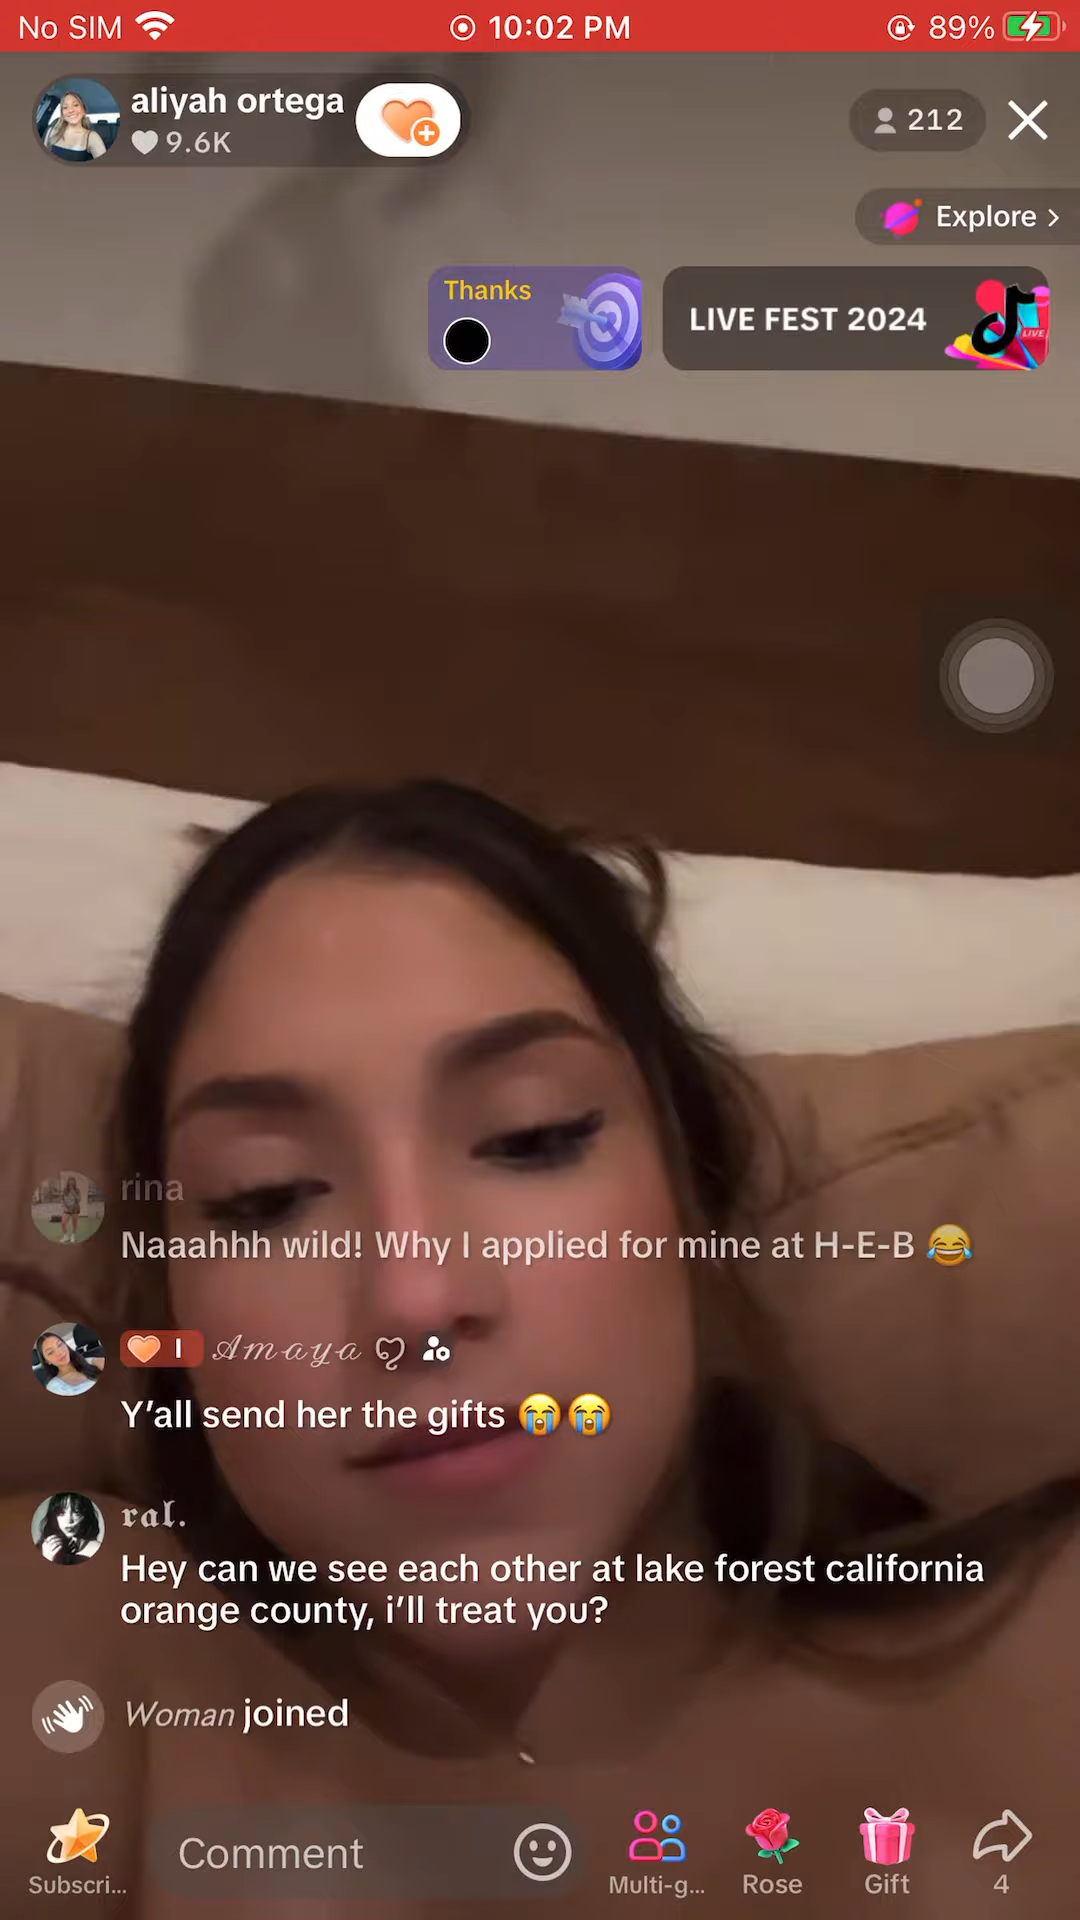 No SIM 10:02 PM 89%
aliyah ortega
9.6K
212
Explore >
Thanks
LIVE FEST 2024
LIVE
rina
Naaahhh wild! Why I applied for mine at H-E-B 😂
I 𝒜𝓂𝒶𝓎𝒶 ღ
Y’all send her the gifts 😭😭
𝖗𝖆𝖑.
Hey can we see each other at lake forest california
orange county, i’ll treat you?
Woman joined
Comment
Subscri... Multi-g... Rose Gift 4